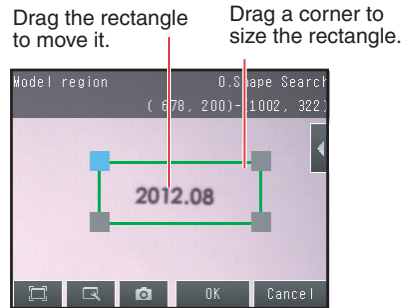 Drag the rectangle
to move it.
Drag a corner to
size the rectangle.
Model region
0.Shape Search
( 678, 200)-(1002, 322)
2012.08
OK
Cancel